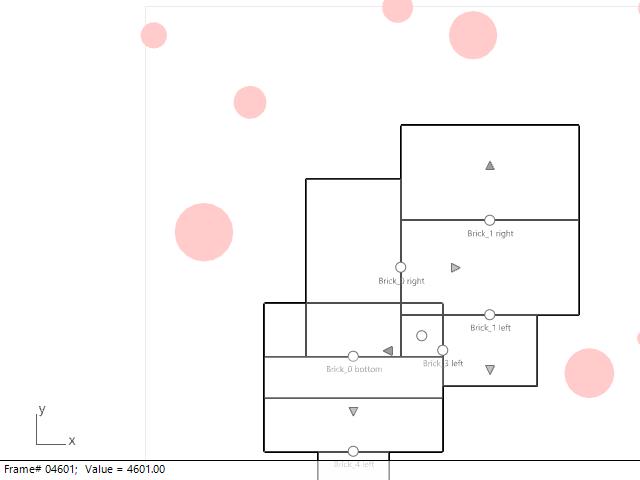 Brick_1 right
Brick_0 right
Brick_1 left
Brick_3 left
Brick_0 bottom
y
x
Brick_4 left
Frame# 04601; Value = 4601.00